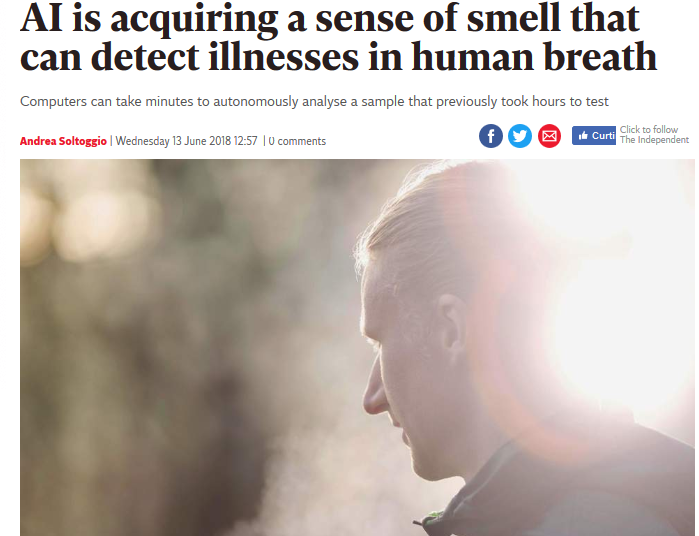 AI is acquiring a sense of smell that
can detect illnesses in human breath
Computers can take minutes to autonomously analyse a sample that previously took hours to test
Andrea Soltoggio | Wednesday 13 June 2018 12:57 | 0 comments
f
Curti
Click to follow
The Independent